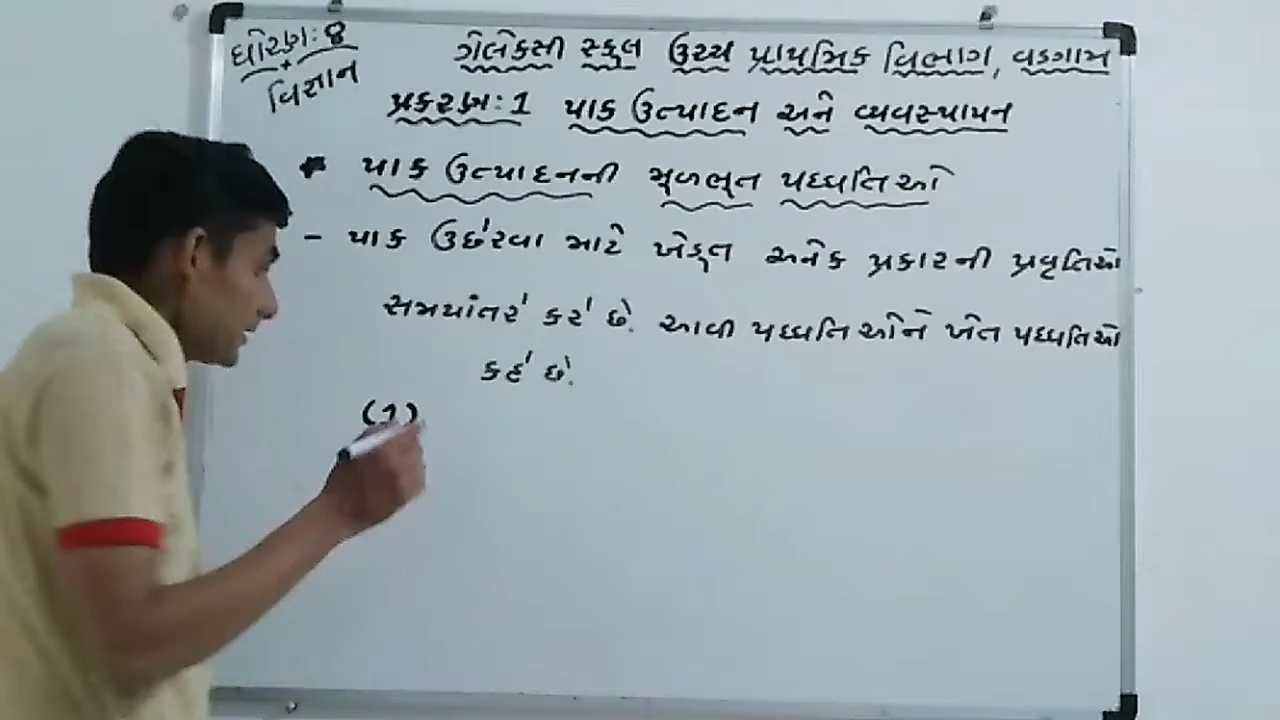 ધોરણ: 8
વિજ્ઞાન
ગેલેક્સી સ્કૂલ ઉચ્ચ પ્રાથમિક વિભાગ, વડગામ
પ્રકરણ: 1 પાક ઉત્પાદન અને વ્યવસ્થાપન
* પાક ઉત્પાદનની મૂળભૂત પદ્ધતિઓ
- પાક ઉછેરવા માટે ખેડૂત અનેક પ્રકારની પ્રવૃતિઓ
સમયાંતરે કરે છે. આવી પદ્ધતિઓને ખેત પદ્ધતિઓ
કહે છે.
(1)